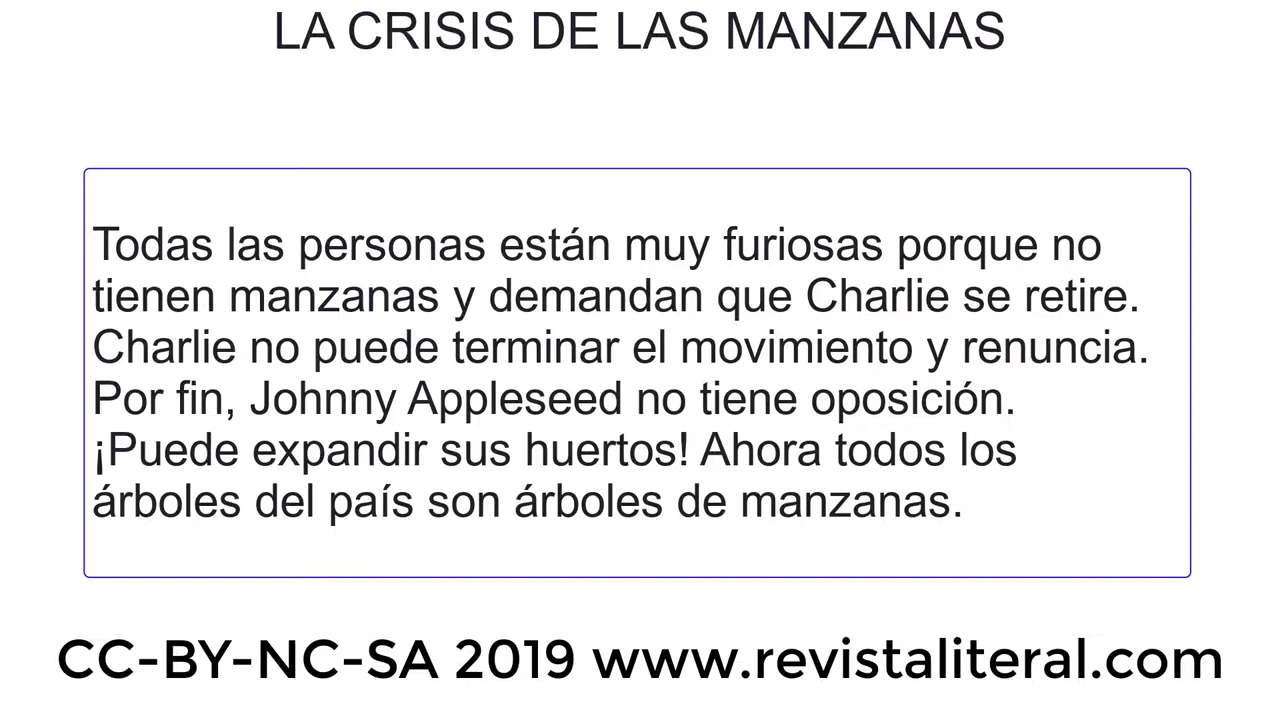 LA CRISIS DE LAS MANZANAS
Todas las personas están muy furiosas porque no
tienen manzanas y demandan que Charlie se retire.
Charlie no puede terminar el movimiento y renuncia.
Por fin, Johnny Appleseed no tiene oposición.
¡Puede expandir sus huertos! Ahora todos los
árboles del país son árboles de manzanas.
CC-BY-NC-SA 2019 www.revistaliteral.com